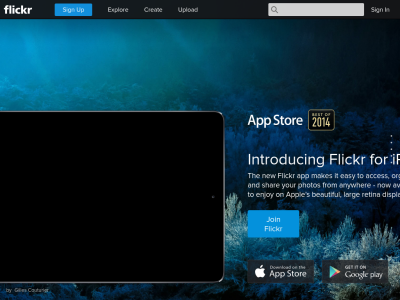 flickr
Sign Up
Explore
Create
Upload
Sign In
App Store
BEST OF
2014
Introducing Flickr for iP
The new Flickr app makes it easy to access, org
and share your photos from anywhere - now av
to enjoy on Apple's beautiful, large retina displa
Join
Flickr
Download on the
App Store
GET IT ON
Google play
by Gilles Couturier